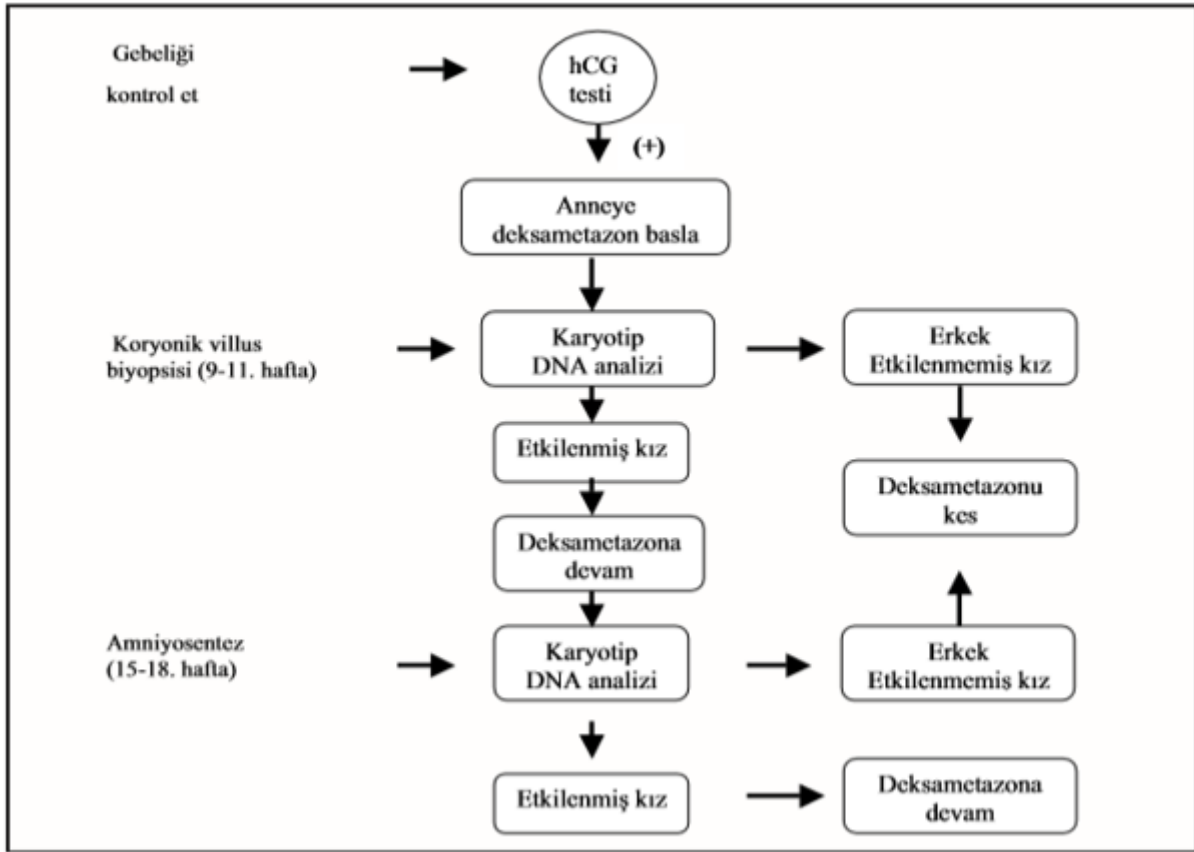 Gebeliği
kontrol et
hCG
testi
(+)
Anneye
deksametazon basla
Koryonik villus
biyopsisi (9-11. hafta)
Karyotip
DNA analizi
Erkek
Etkilenmemiş kız
Etkilenmiş kız
Deksametazonu
kes
Deksametazona
devam
Amniyosentez
(15-18. hafta)
Karyotip
DNA analizi
Erkek
Etkilenmemiş kız
Etkilenmiş kız
Deksametazona
devam